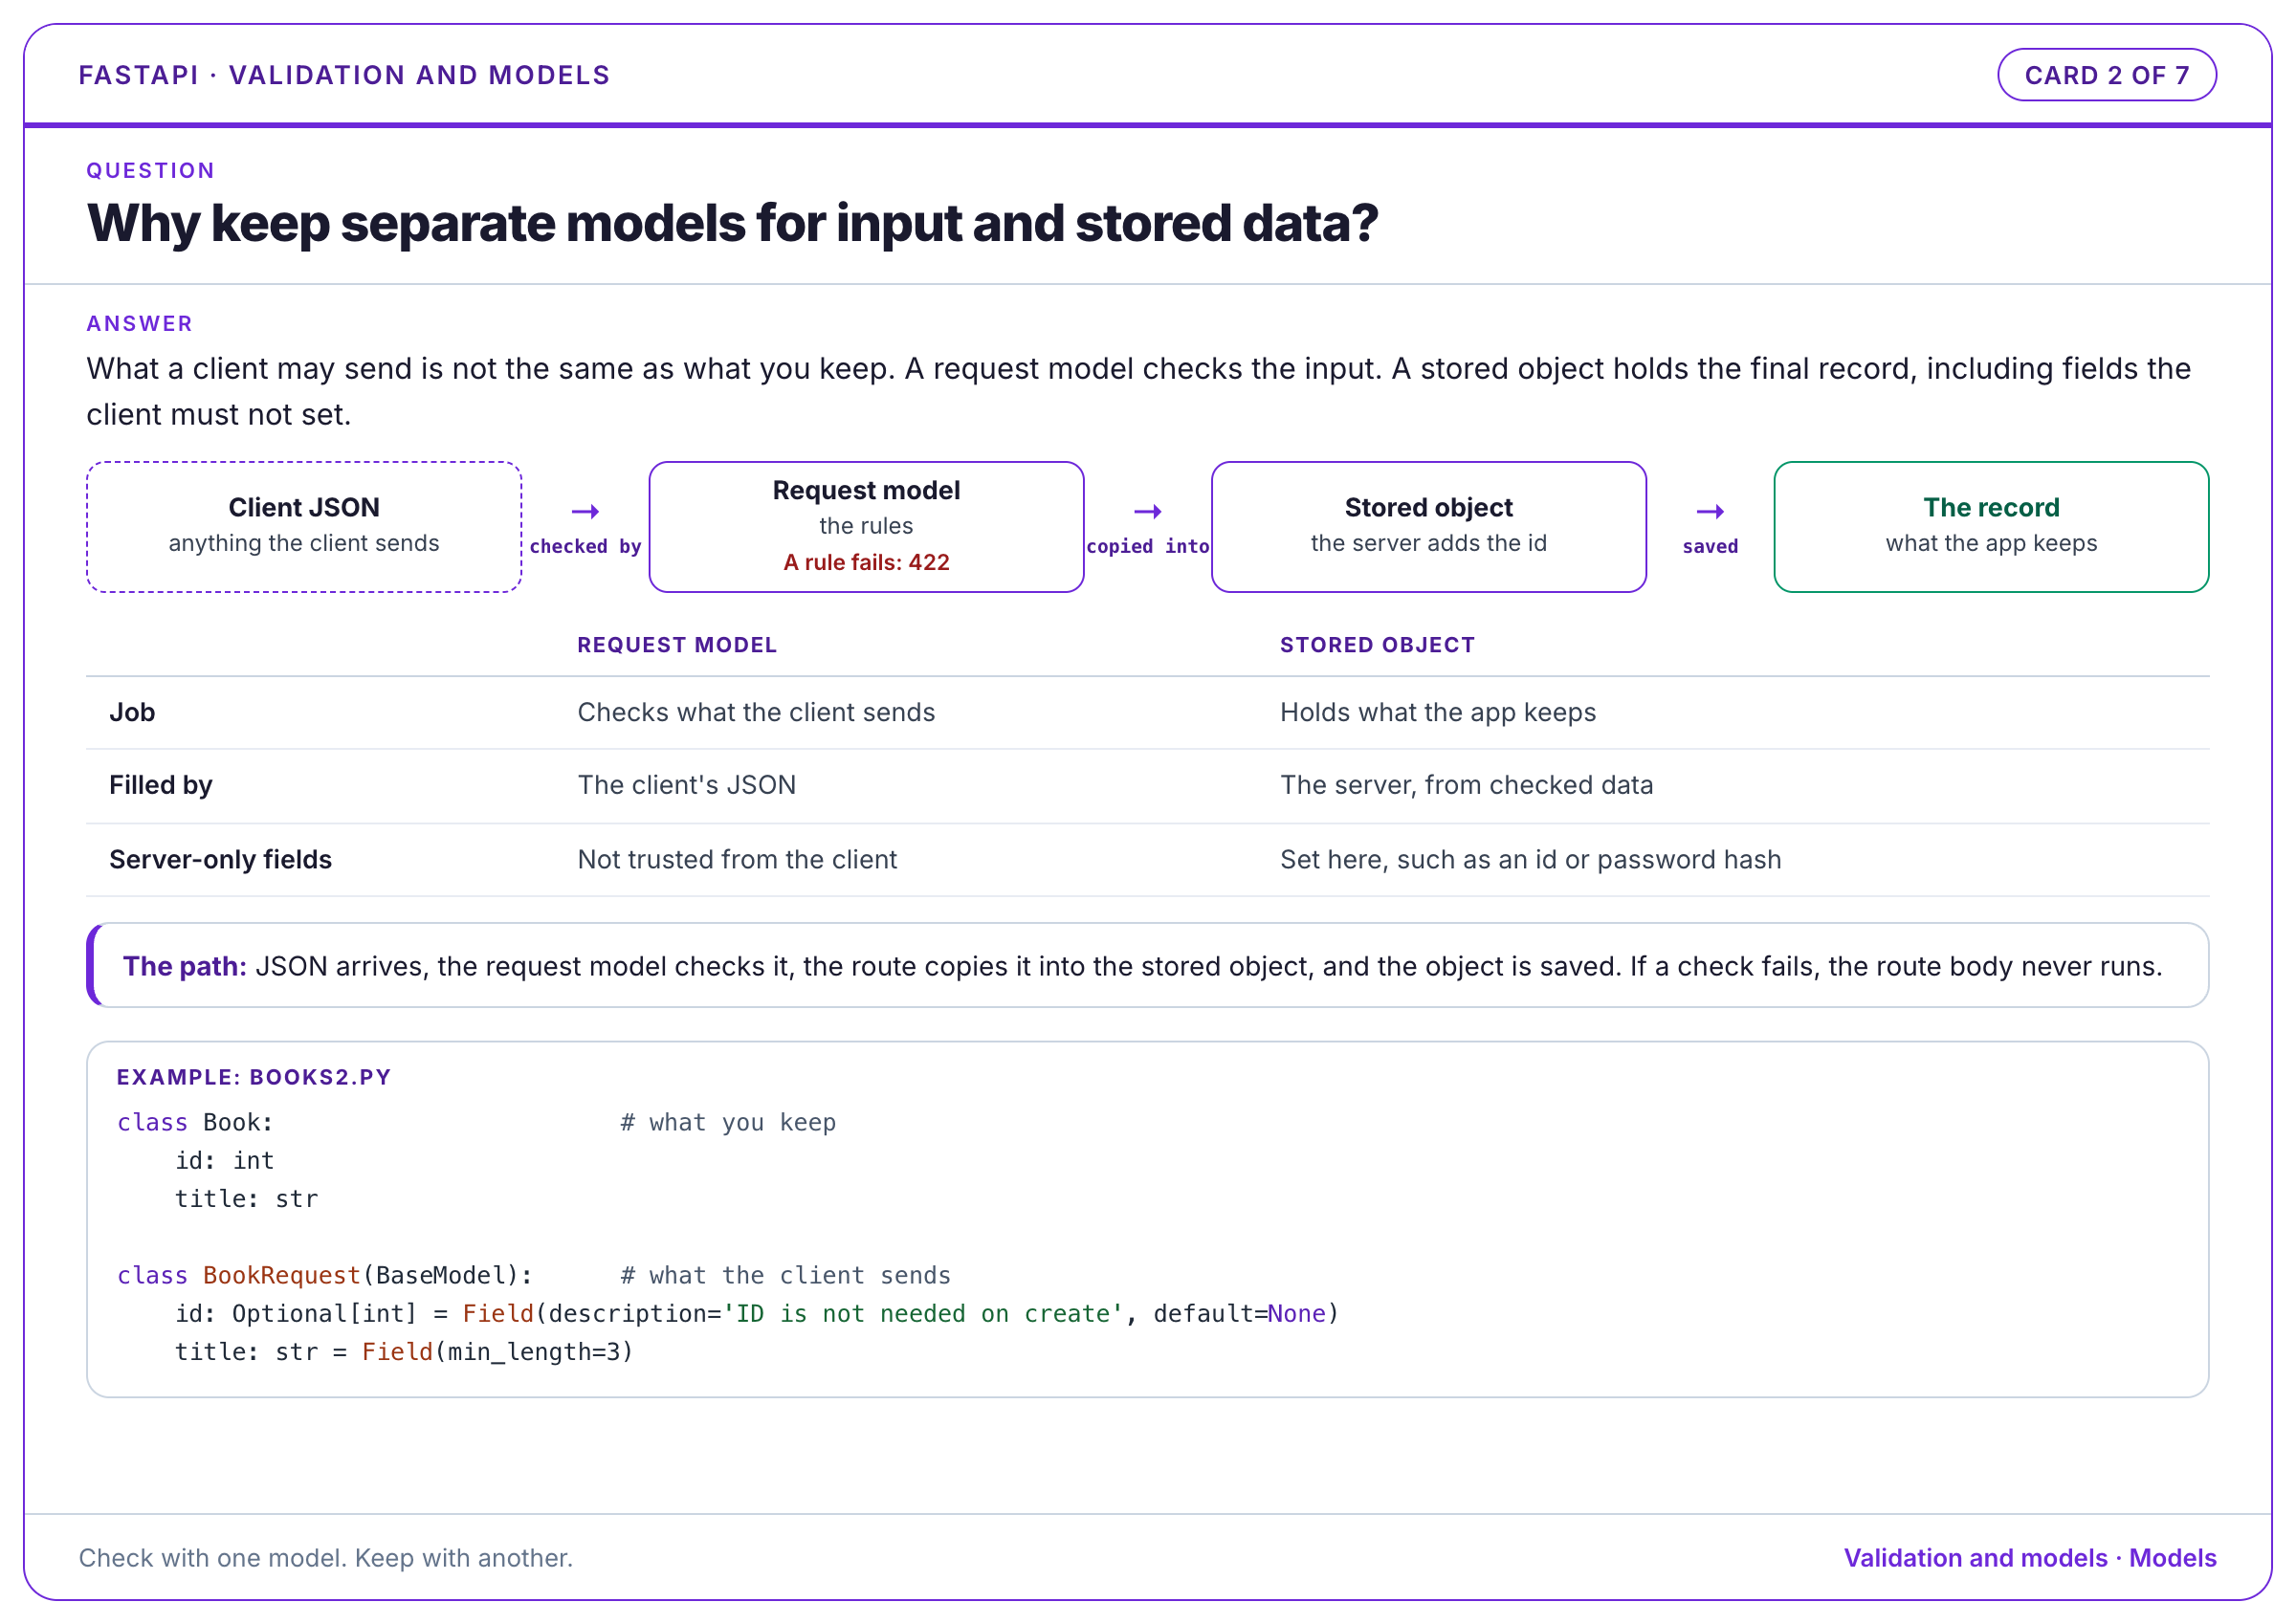 FASTAPI · VALIDATION AND MODELS
CARD 2 OF 7
QUESTION
Why keep separate models for input and stored data?
ANSWER
What a client may send is not the same as what you keep. A request model checks the input. A stored object holds the final record, including fields the
client must not set.
Client JSON
anything the client sends
→
checked by
Request model
the rules
A rule fails: 422
→
copied into
Stored object
the server adds the id
→
saved
The record
what the app keeps
REQUEST MODEL STORED OBJECT
Job Checks what the client sends Holds what the app keeps
Filled by The client's JSON The server, from checked data
Server-only fields Not trusted from the client Set here, such as an id or password hash
The path: JSON arrives, the request model checks it, the route copies it into the stored object, and the object is saved. If a check fails, the route body never runs.
EXAMPLE: BOOKS2.PY
class Book:                        # what you keep
    id: int
    title: str
class BookRequest(BaseModel):      # what the client sends
    id: Optional[int] = Field(description='ID is not needed on create', default=None)
    title: str = Field(min_length=3)
Check with one model. Keep with another.
Validation and models · Models